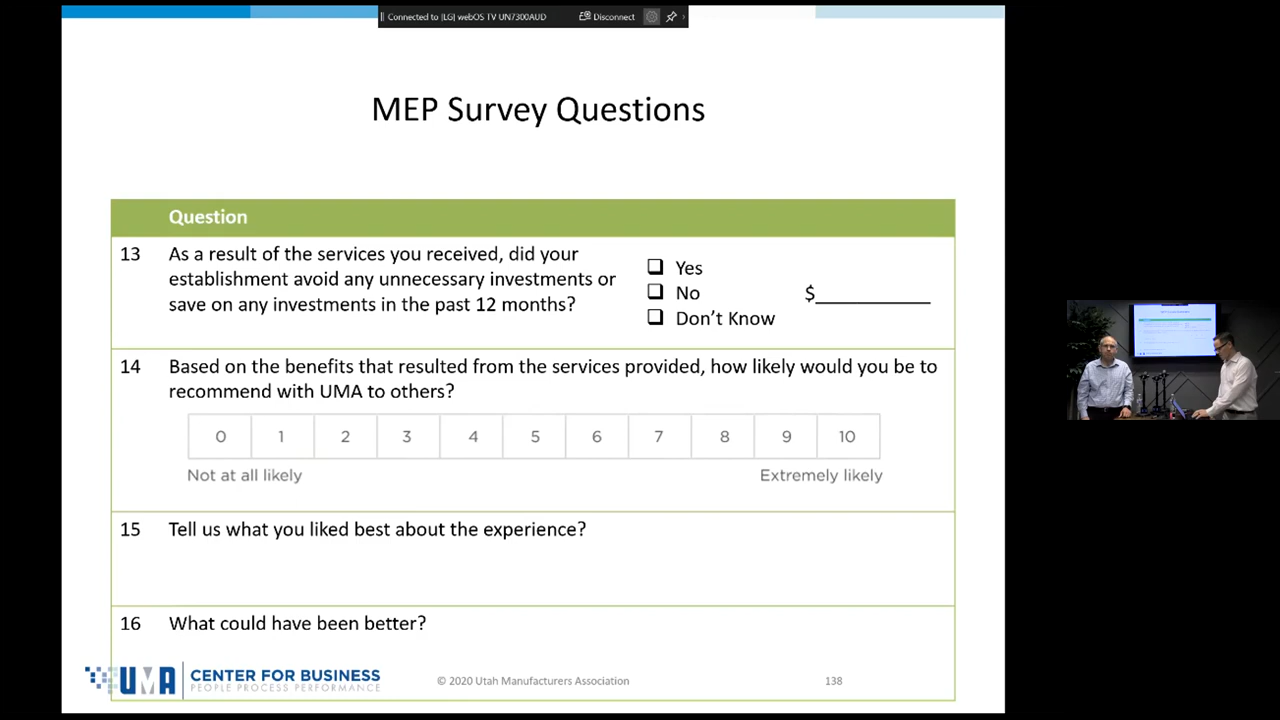 Connected to [LG] webOS TV UN7300AUD Disconnect
MEP Survey Questions
Question
13 As a result of the services you received, did your
establishment avoid any unnecessary investments or
save on any investments in the past 12 months?
Yes
No $___________
Don't Know
14 Based on the benefits that resulted from the services provided, how likely would you be to
recommend with UMA to others?
0 1 2 3 4 5 6 7 8 9 10
Not at all likely Extremely likely
15 Tell us what you liked best about the experience?
16 What could have been better?
UMA CENTER FOR BUSINESS
PEOPLE PROCESS PERFORMANCE
© 2020 Utah Manufacturers Association 138